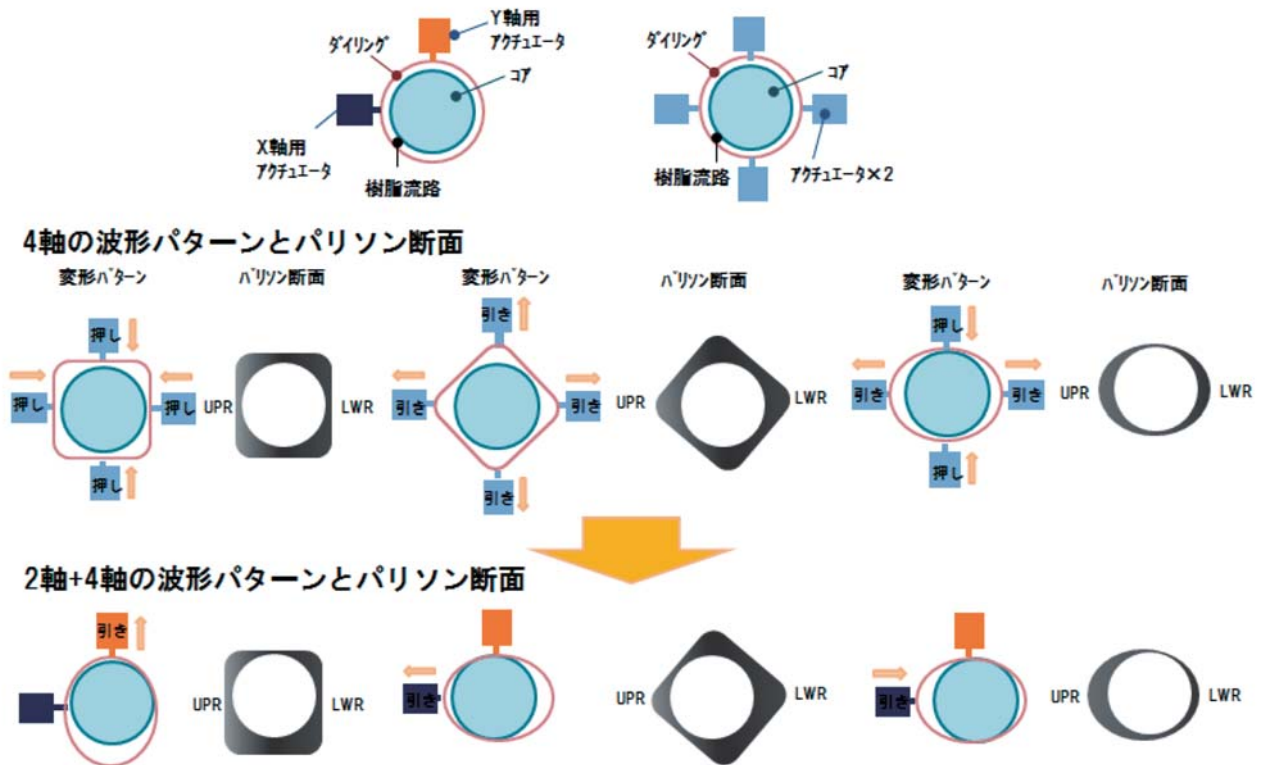 Y軸用
アクチュエータ
ダイリング
コア
X軸用
アクチュエータ
樹脂流路
ダイリング
コア
樹脂流路
アクチュエータ×2
4軸の波形パターンとパリソン断面
変形パターン
パリソン断面
変形パターン
パリソン断面
変形パターン
パリソン断面
押し
押し
押し
押し
UPR
LWR
引き
引き
引き
引き
UPR
LWR
押し
引き
引き
押し
UPR
LWR
2軸+4軸の波形パターンとパリソン断面
引き
UPR
LWR
引き
UPR
LWR
引き
UPR
LWR